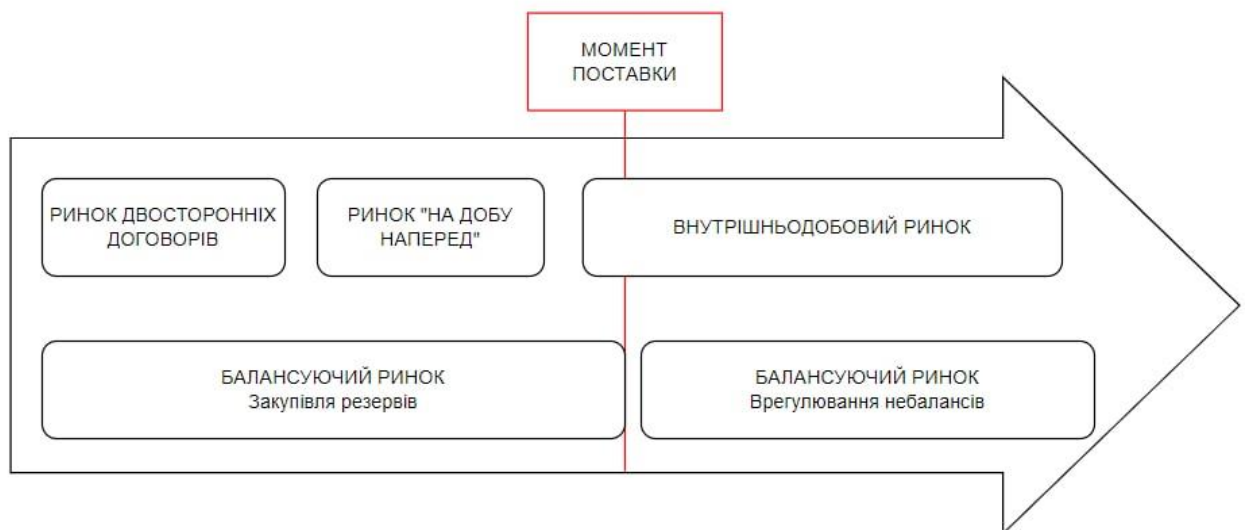 МОМЕНТ
ПОСТАВКИ
РИНОК ДВОСТОРОННІХ
ДОГОВОРІВ
РИНОК "НА ДОБУ
НАПЕРЕД"
ВНУТРІШНЬОДОБОВИЙ РИНОК
БАЛАНСУЮЧИЙ РИНОК
Закупівля резервів
БАЛАНСУЮЧИЙ РИНОК
Врегулювання небалансів